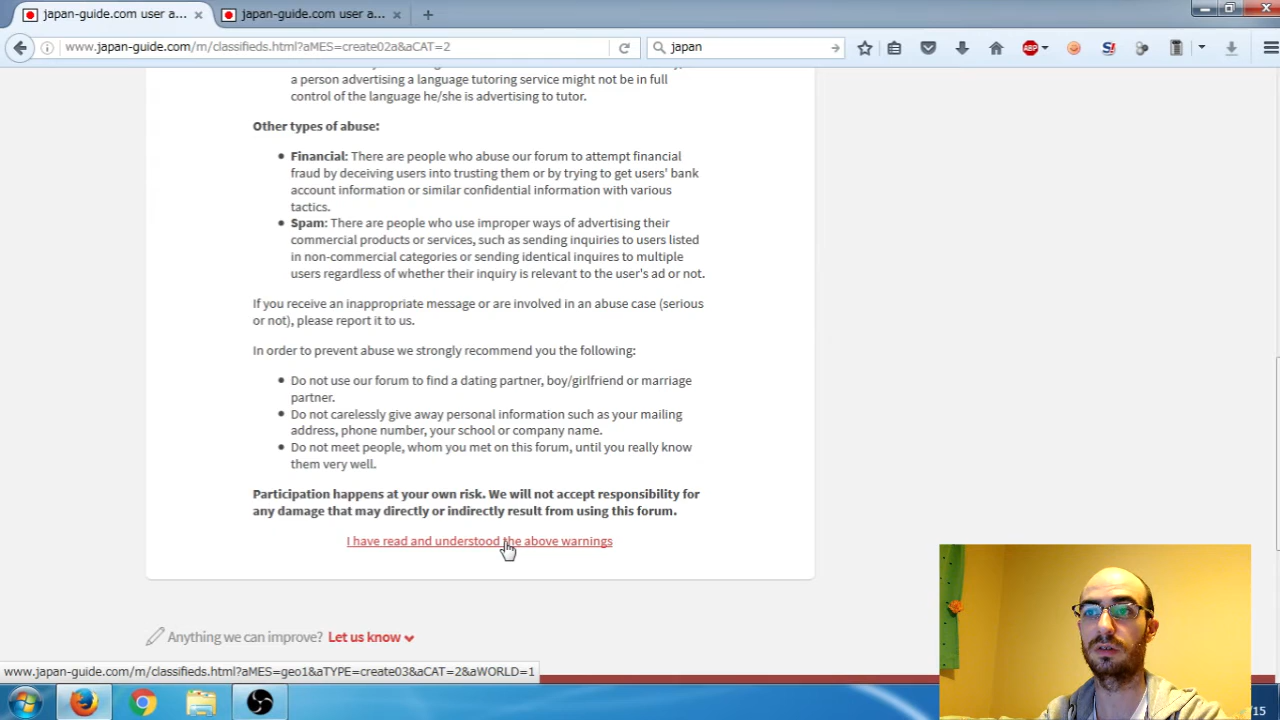 japan-guide.com user a...
japan-guide.com user a...
www.japan-guide.com/m/classifieds.html?aMES=create02a&aCAT=2
japan
ABP
a person advertising a language tutoring service might not be in full
control of the language he/she is advertising to tutor.
Other types of abuse:
Financial: There are people who abuse our forum to attempt financial
fraud by deceiving users into trusting them or by trying to get users' bank
account information or similar confidential information with various
tactics.
Spam: There are people who use improper ways of advertising their
commercial products or services, such as sending inquiries to users listed
in non-commercial categories or sending identical inquires to multiple
users regardless of whether their inquiry is relevant to the user's ad or not.
If you receive an inappropriate message or are involved in an abuse case (serious
or not), please report it to us.
In order to prevent abuse we strongly recommend you the following:
Do not use our forum to find a dating partner, boy/girlfriend or marriage
partner.
Do not carelessly give away personal information such as your mailing
address, phone number, your school or company name.
Do not meet people, whom you met on this forum, until you really know
them very well.
Participation happens at your own risk. We will not accept responsibility for
any damage that may directly or indirectly result from using this forum.
I have read and understood the above warnings
Anything we can improve? Let us know
www.japan-guide.com/m/classifieds.html?aMES=geo1&aTYPE=create03&aCAT=2&aWORLD=1
/15